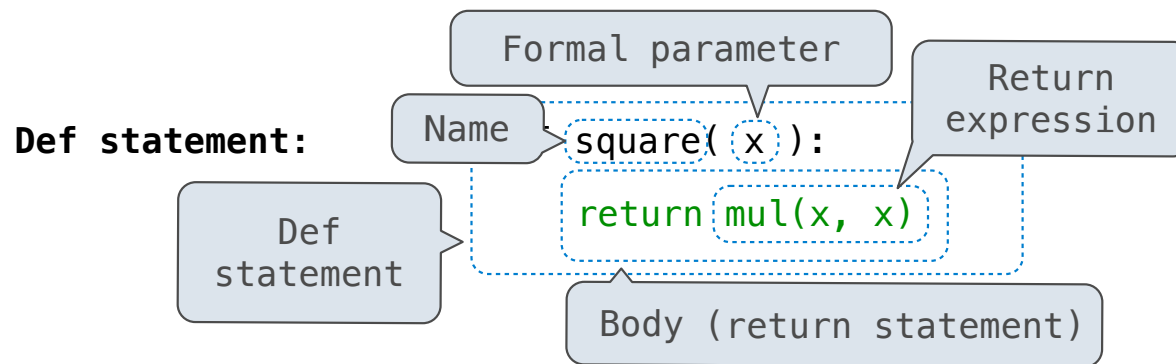 Formal parameter
Return
expression
Def statement:
Name
square( x ):
return mul(x, x)
Def
statement
Body (return statement)